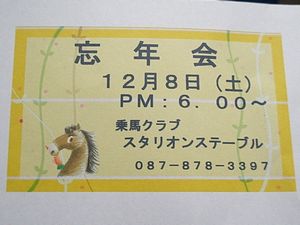 忘年会
12月8日（土）
PM：6．00～
乗馬クラブ
スタリオンステーブル
087-878-3397